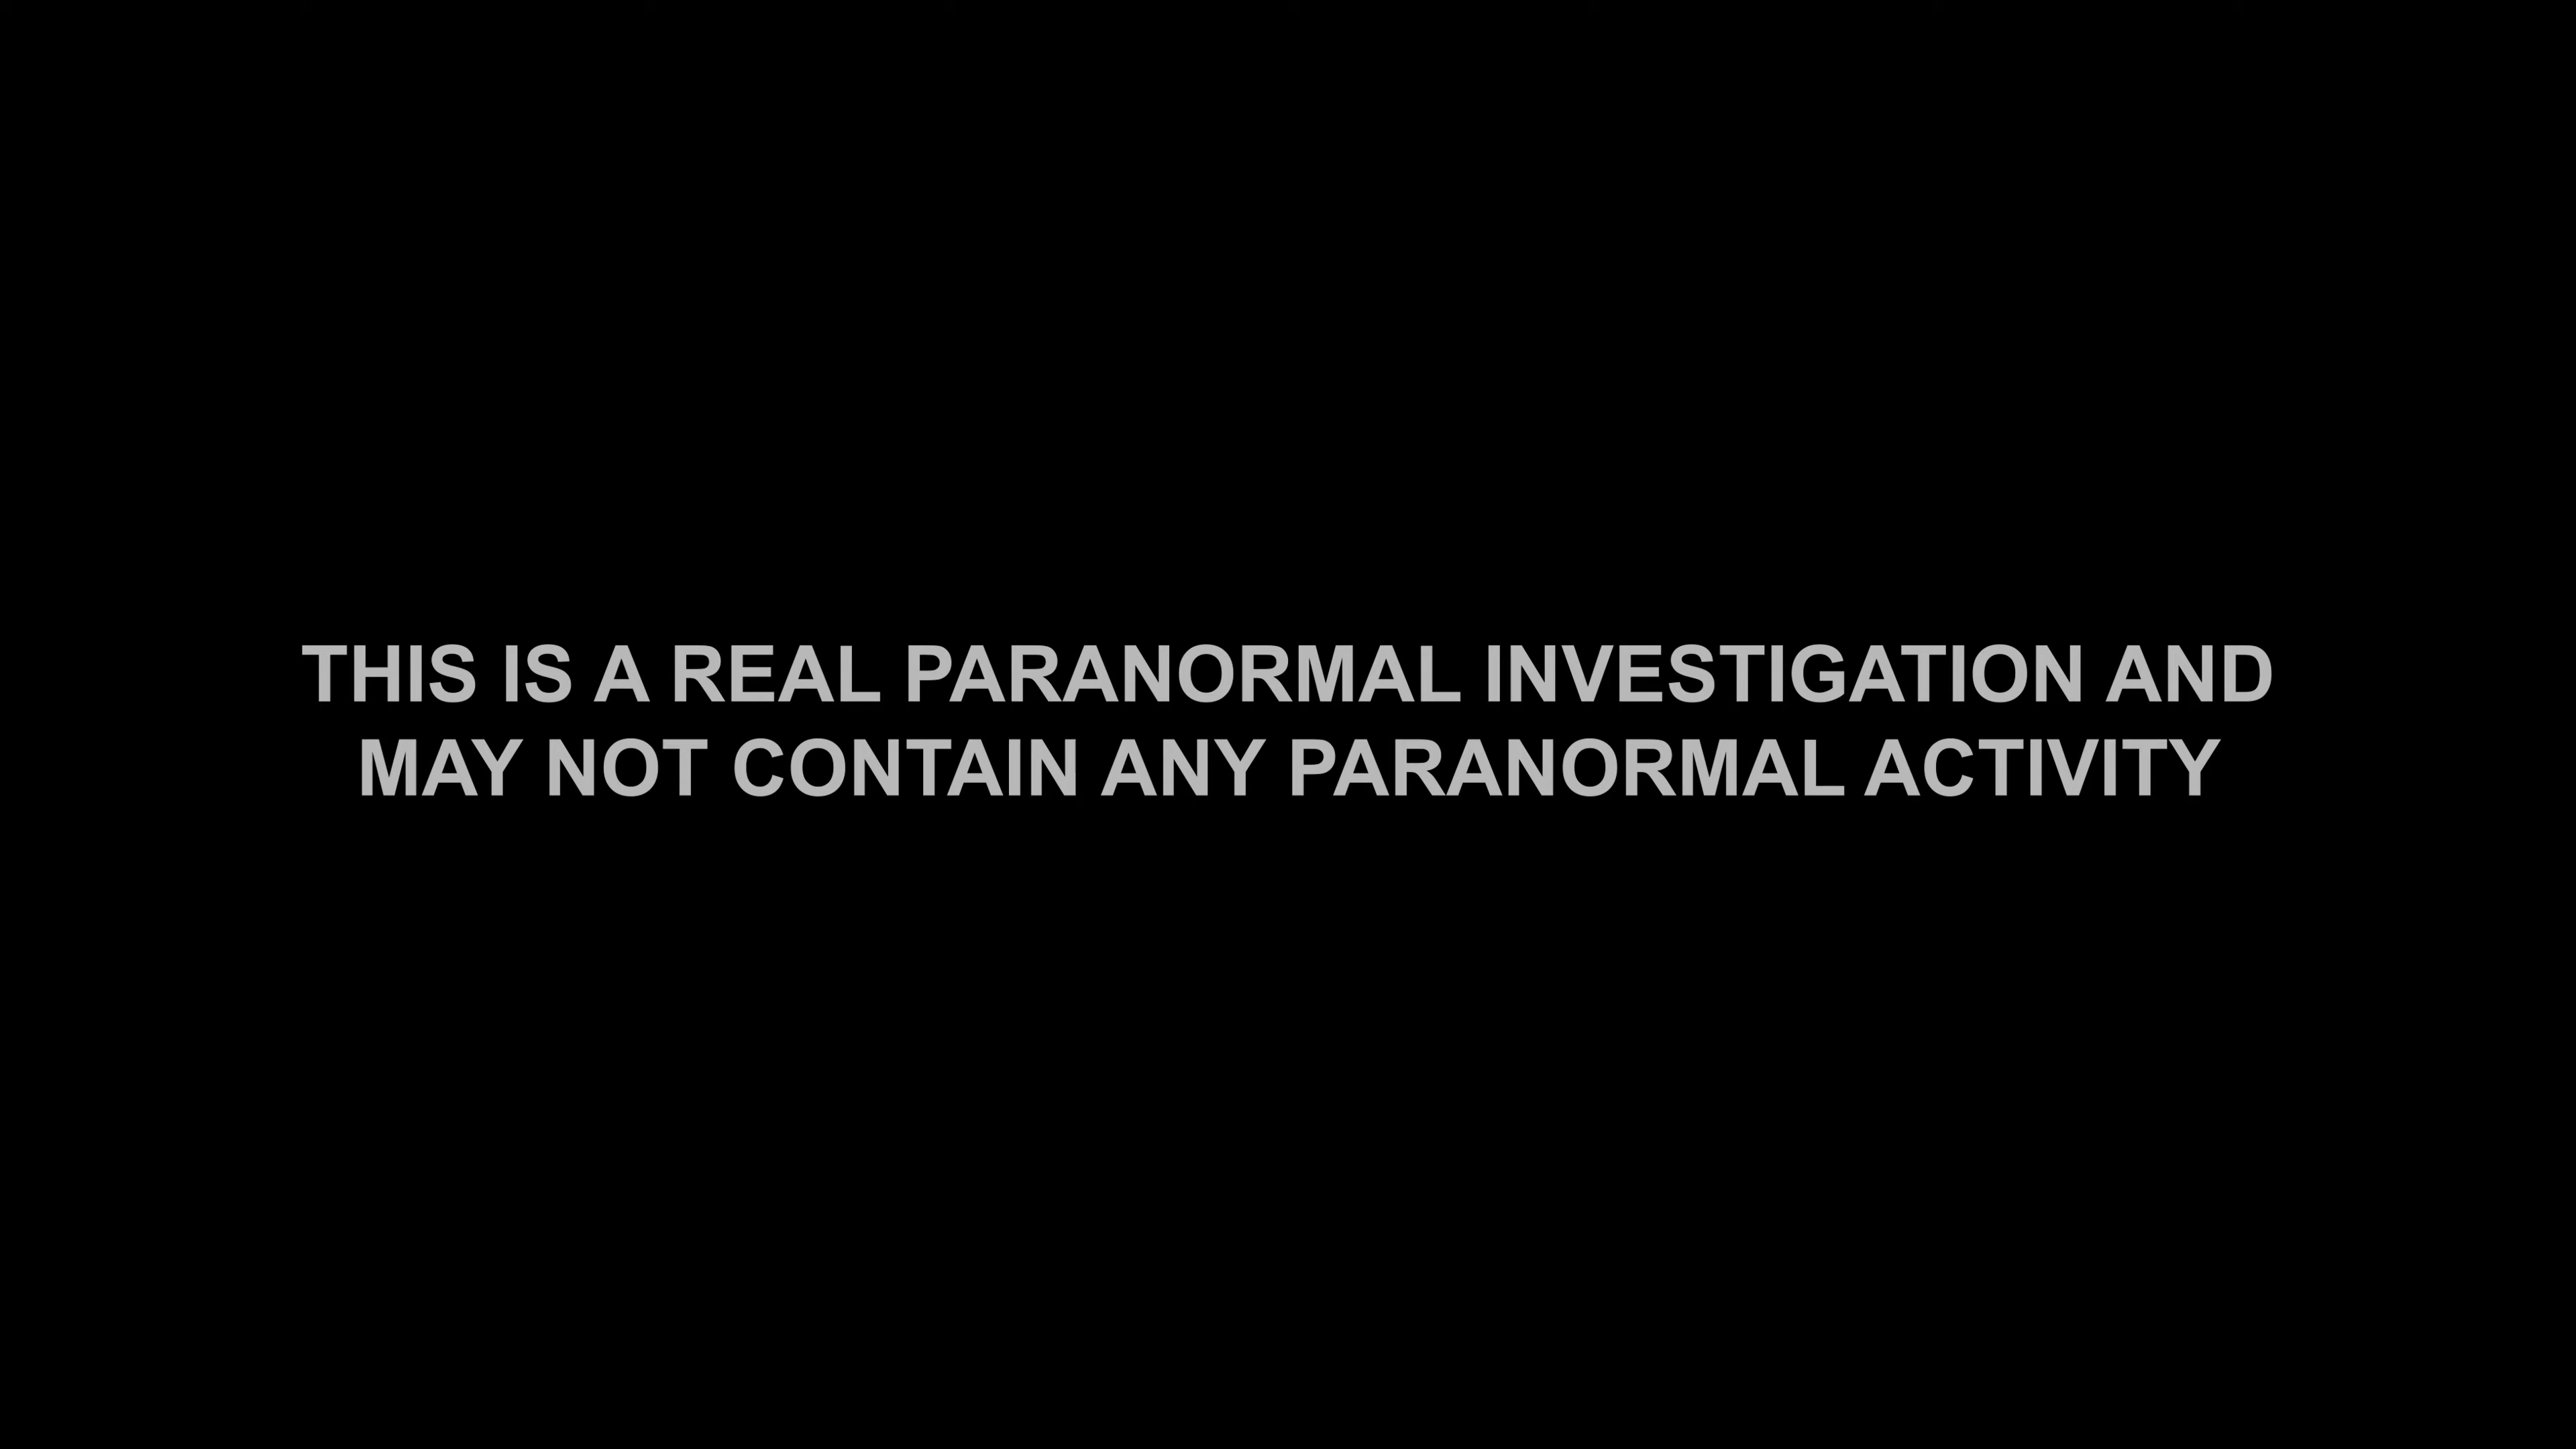 THIS IS A REAL PARANORMAL INVESTIGATION AND
MAY NOT CONTAIN ANY PARANORMAL ACTIVITY